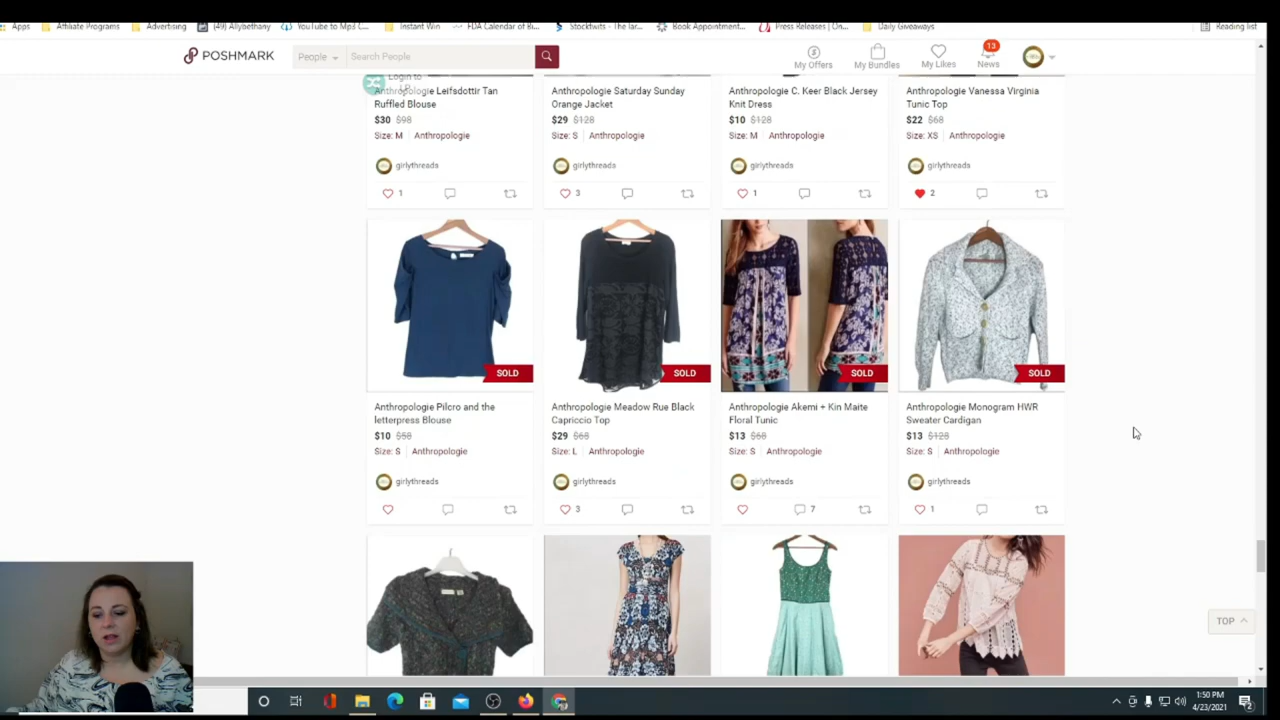 Apps
Affiliate Programs
Advertising
(49) Allybethany
YouTube to Mp3 C...
Instant Win
FDA Calendar of Bi...
Stocktwits - The lar...
Book Appointment...
Press Releases | On...
Daily Giveaways
Reading list
POSHMARK
People
Search People
My Offers
My Bundles
My Likes
13
News
Login to
Anthropologie Leifsdottir Tan
Ruffled Blouse
$30 $98
Size: M Anthropologie
girlythreads
1
Anthropologie Saturday Sunday
Orange Jacket
$29 $128
Size: S Anthropologie
girlythreads
3
Anthropologie C. Keer Black Jersey
Knit Dress
$10 $128
Size: M Anthropologie
girlythreads
1
Anthropologie Vanessa Virginia
Tunic Top
$22 $68
Size: XS Anthropologie
girlythreads
2
SOLD
Anthropologie Pilcro and the
letterpress Blouse
$10 $58
Size: S Anthropologie
girlythreads
SOLD
Anthropologie Meadow Rue Black
Capriccio Top
$29 $68
Size: L Anthropologie
girlythreads
3
SOLD
Anthropologie Akemi + Kin Maite
Floral Tunic
$13 $68
Size: S Anthropologie
girlythreads
7
SOLD
Anthropologie Monogram HWR
Sweater Cardigan
$13 $128
Size: S Anthropologie
girlythreads
1
TOP
1:50 PM
4/23/2021
2